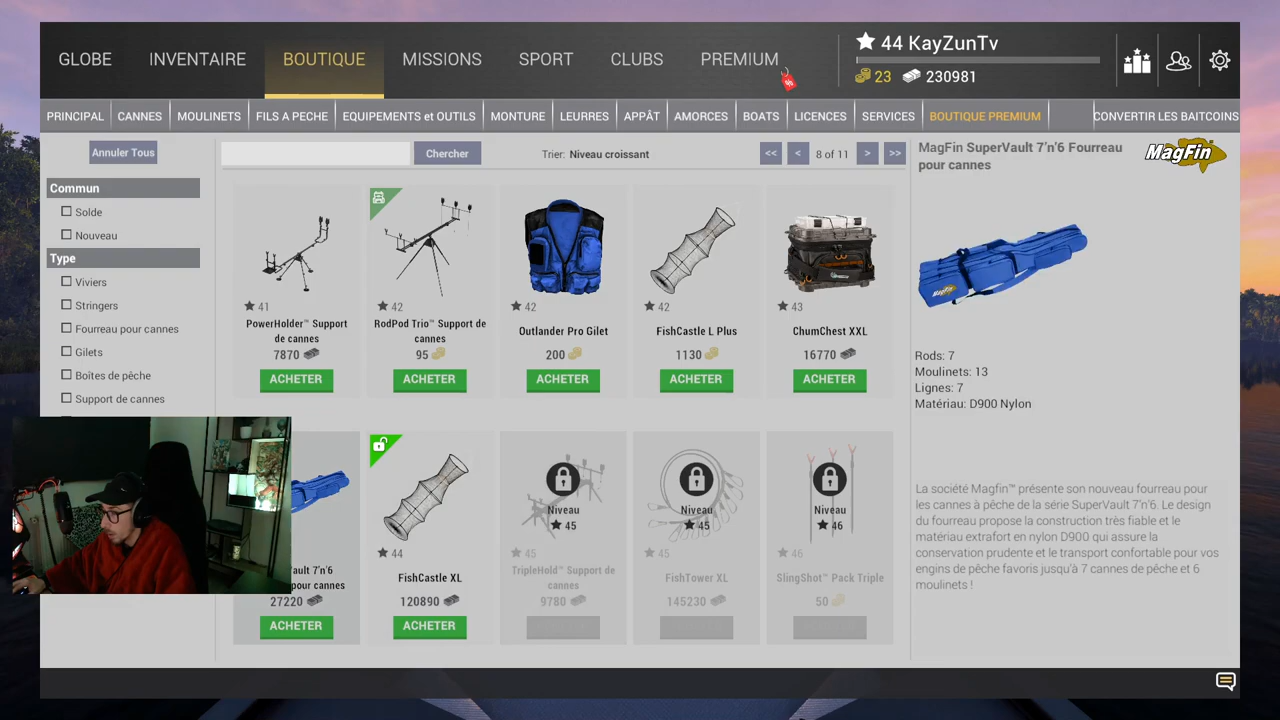 GLOBE
INVENTAIRE
BOUTIQUE
MISSIONS
SPORT
CLUBS
PREMIUM
44 KayZunTv
23
230981
PRINCIPAL
CANNES
MOULINETS
FILS A PECHE
EQUIPEMENTS et OUTILS
MONTURE
LEURRES
APPÂT
AMORCES
BOATS
LICENCES
SERVICES
BOUTIQUE PREMIUM
CONVERTIR LES BAITCOINS
Annuler Tous
Chercher
Trier: Niveau croissant
<<
<
8 of 11
>
>>
Commun
Solde
Nouveau
Type
Viviers
Stringers
Fourreau pour cannes
Gilets
Boîtes de pêche
Support de cannes
41
PowerHolder™ Support
de cannes
7870
ACHETER
42
RodPod Trio™ Support de
cannes
95
ACHETER
42
Outlander Pro Gilet
200
ACHETER
42
FishCastle L Plus
1130
ACHETER
43
ChumChest XXL
16770
ACHETER
ault 7'n'6
pour cannes
27220
ACHETER
44
FishCastle XL
120890
ACHETER
Niveau
45
45
TripleHold™ Support de
cannes
9780
Niveau
45
45
FishTower XL
145230
Niveau
46
46
SlingShot™ Pack Triple
50
MagFin SuperVault 7'n'6 Fourreau
pour cannes
MagFin
MagFin
Rods: 7
Moulinets: 13
Lignes: 7
Matériau: D900 Nylon
La société Magfin™ présente son nouveau fourreau pour
les cannes à pêche de la série SuperVault 7'n'6. Le design
du fourreau propose la construction très fiable et le
matériau extrafort en nylon D900 qui assure la
conservation prudente et le transport confortable pour vos
engins de pêche favoris jusqu'à 7 cannes de pêche et 6
moulinets !